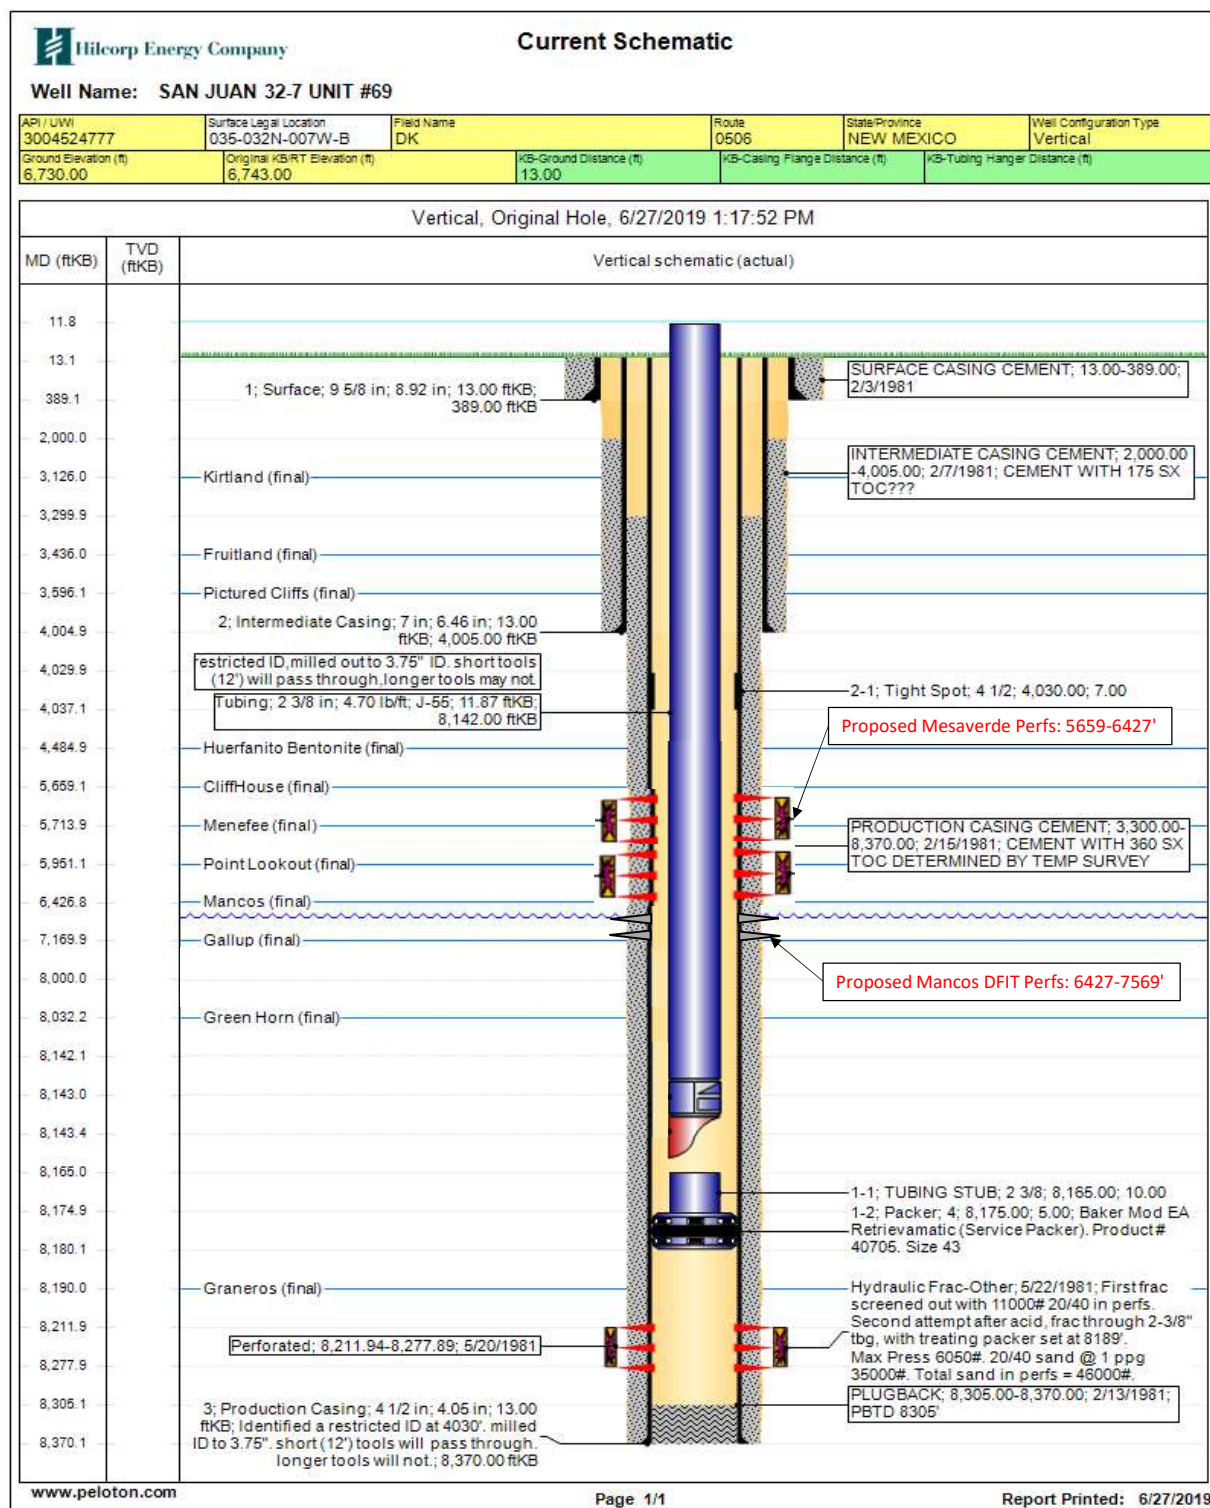 Hilcorp Energy Company
Current Schematic
Well Name: SAN JUAN 32-7 UNIT #69
API / UWI
3004524777
Surface Legal Location
035-032N-007W-B
Field Name
DK
Route
0506
State/Province
NEW MEXICO
Well Configuration Type
Vertical
Ground Elevation (ft)
6,730.00
Original KB/RT Elevation (ft)
6,743.00
KB-Ground Distance (ft)
13.00
KB-Casing Flange Distance (ft)
KB-Tubing Hanger Distance (ft)
Vertical, Original Hole, 6/27/2019 1:17:52 PM
MD (ftKB)
TVD
(ftKB)
Vertical schematic (actual)
11.8
13.1
389.1
2,000.0
3,126.0
3,299.9
3,436.0
3,596.1
4,004.9
4,029.9
4,037.1
4,484.9
5,659.1
5,713.9
5,951.1
6,426.8
7,169.9
8,000.0
8,032.2
8,142.1
8,143.0
8,143.4
8,165.0
8,174.9
8,180.1
8,190.0
8,211.9
8,277.9
8,305.1
8,370.1
1; Surface; 9 5/8 in; 8.92 in; 13.00 ftKB;
389.00 ftKB
SURFACE CASING CEMENT; 13.00-389.00;
2/3/1981
INTERMEDIATE CASING CEMENT; 2,000.00
-4,005.00; 2/7/1981; CEMENT WITH 175 SX
TOC???
Kirtland (final)
Fruitland (final)
Pictured Cliffs (final)
2; Intermediate Casing; 7 in; 6.46 in; 13.00
ftKB; 4,005.00 ftKB
restricted ID,milled out to 3.75" ID. short tools
(12') will pass through,longer tools may not.
2-1; Tight Spot; 4 1/2; 4,030.00; 7.00
Tubing; 2 3/8 in; 4.70 lb/ft; J-55; 11.87 ftKB;
8,142.00 ftKB
Proposed Mesaverde Perfs: 5659-6427'
Huerfanito Bentonite (final)
CliffHouse (final)
Menefee (final)
PRODUCTION CASING CEMENT; 3,300.00-
8,370.00; 2/15/1981; CEMENT WITH 360 SX
TOC DETERMINED BY TEMP SURVEY
Point Lookout (final)
Mancos (final)
Gallup (final)
Proposed Mancos DFIT Perfs: 6427-7569'
Green Horn (final)
1-1; TUBING STUB; 2 3/8; 8,165.00; 10.00
1-2; Packer; 4; 8,175.00; 5.00; Baker Mod EA
Retrievamatic (Service Packer). Product #
40705. Size 43
Graneros (final)
Hydraulic Frac-Other; 5/22/1981; First frac
screened out with 11000# 20/40 in perfs.
Second attempt after acid, frac through 2-3/8"
tbg, with treating packer set at 8189'.
Max Press 6050#. 20/40 sand @ 1 ppg
35000#. Total sand in perfs = 46000#.
Perforated; 8,211.94-8,277.89; 5/20/1981
PLUGBACK; 8,305.00-8,370.00; 2/13/1981;
PBTD 8305'
3; Production Casing; 4 1/2 in; 4.05 in; 13.00
ftKB; Identified a restricted ID at 4030'. milled
ID to 3.75". short (12') tools will pass through.
longer tools will not.; 8,370.00 ftKB
www.peloton.com
Page 1/1
Report Printed: 6/27/2019